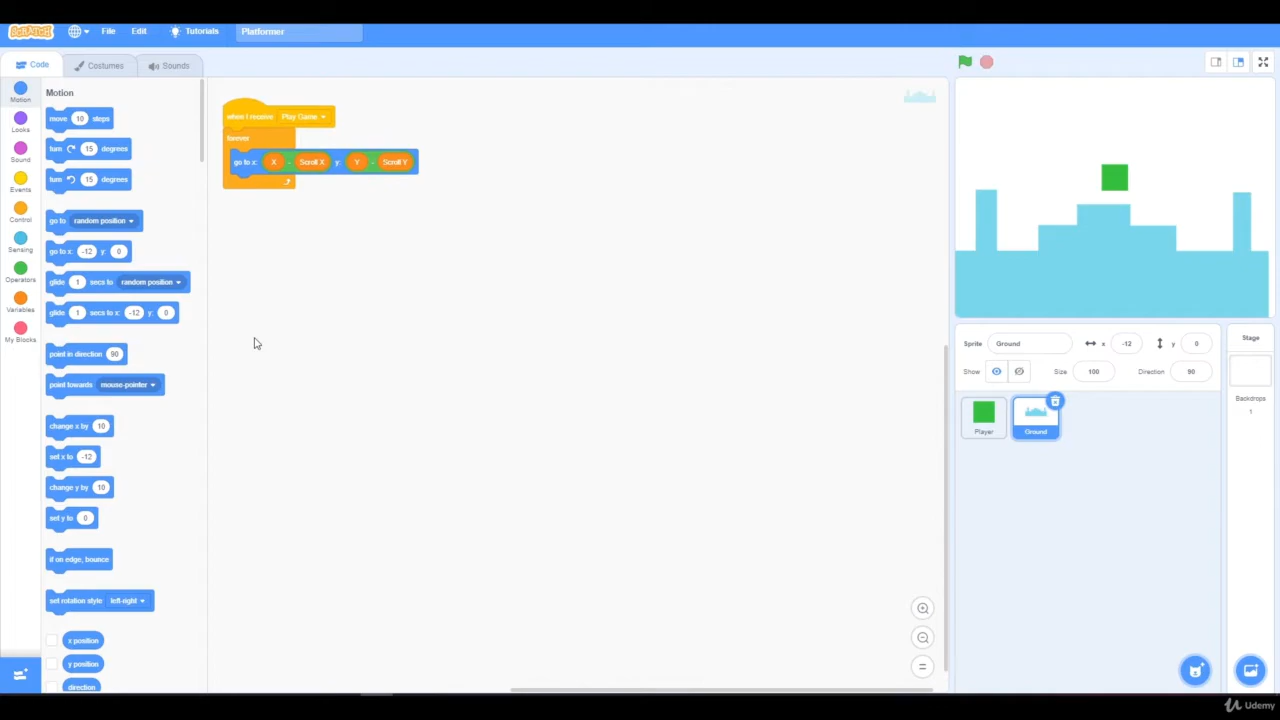 SCRATCH File Edit Tutorials Platformer
Code Costumes Sounds
Motion
Looks
Sound
Events
Control
Sensing
Operators
Variables
My Blocks
Motion
move 10 steps
turn 15 degrees
turn 15 degrees
go to random position
go to x: -12 y: 0
glide 1 secs to random position
glide 1 secs to x: -12 y: 0
point in direction 90
point towards mouse-pointer
change x by 10
set x to -12
change y by 10
set y to 0
if on edge, bounce
set rotation style left-right
x position
y position
direction
when I receive Play Game
forever
go to x: X - Scroll X y: Y - Scroll Y
Sprite Ground x -12 y 0
Show Size 100 Direction 90
Player
Ground
Stage
Backdrops
1
Udemy